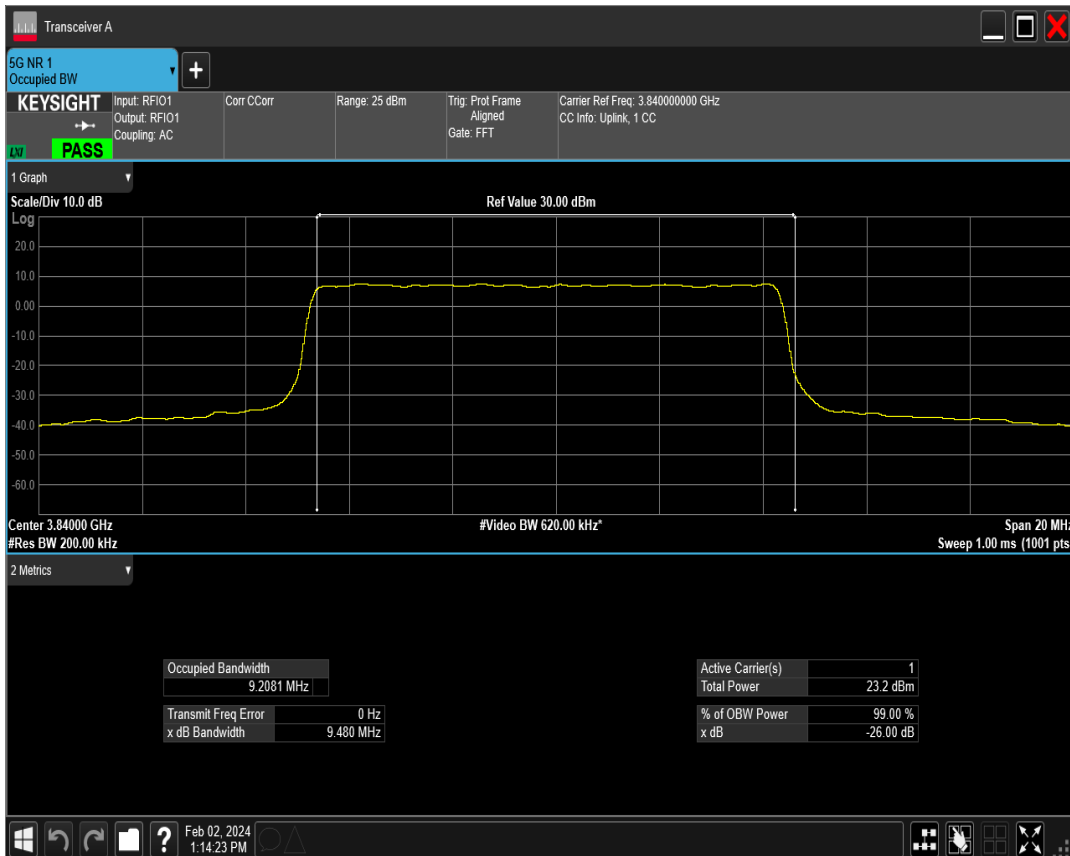 Transceiver A
5G NR 1
Occupied BW
KEYSIGHT
LXI
PASS
Input: RFIO1
Output: RFIO1
Coupling: AC
Corr CCorr
Range: 25 dBm
Trig: Prot Frame
Aligned
Gate: FFT
Carrier Ref Freq: 3.840000000 GHz
CC Info: Uplink, 1 CC
1 Graph
Scale/Div 10.0 dB
Ref Value 30.00 dBm
Log
20.0
10.0
0.00
-10.0
-20.0
-30.0
-40.0
-50.0
-60.0
Center 3.84000 GHz
#Video BW 620.00 kHz*
Span 20 MHz
#Res BW 200.00 kHz
Sweep 1.00 ms (1001 pts
2 Metrics
Occupied Bandwidth
9.2081 MHz
Transmit Freq Error 0 Hz
x dB Bandwidth 9.480 MHz
Active Carrier(s) 1
Total Power 23.2 dBm
% of OBW Power 99.00 %
x dB -26.00 dB
?
Feb 02, 2024
1:14:23 PM